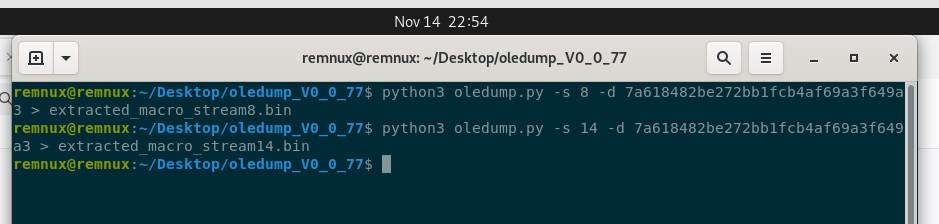 Nov 14 22:54
remnux@remnux: ~/Desktop/oledump_V0_0_77
remnux@remnux:~/Desktop/oledump_V0_0_77$ python3 oledump.py -s 8 -d 7a618482be272bb1fcb4af69a3f649a
3 > extracted_macro_stream8.bin
remnux@remnux:~/Desktop/oledump_V0_0_77$ python3 oledump.py -s 14 -d 7a618482be272bb1fcb4af69a3f649
a3 > extracted_macro_stream14.bin
remnux@remnux:~/Desktop/oledump_V0_0_77$